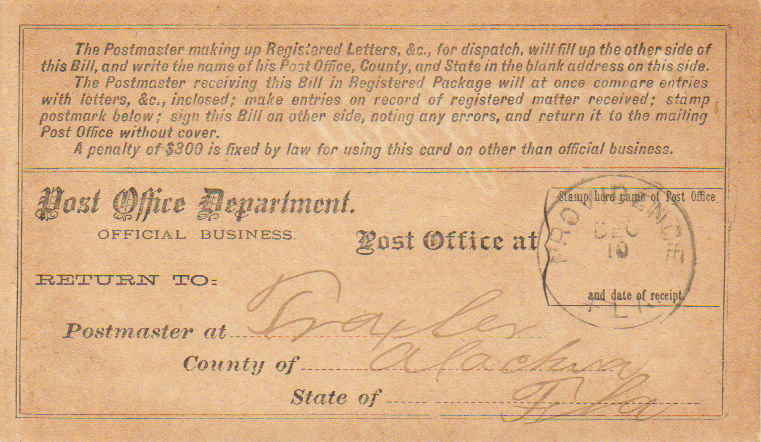 The Postmaster making up Registered Letters, &c., for dispatch, will fill up the other side of
this Bill, and write the name of his Post Office, County, and State in the blank address on this side.
The Postmaster receiving this Bill in Registered Package will at once compare entries
with letters, &c., inclosed; make entries on record of registered matter received; stamp
postmark below; sign this Bill on other side, noting any errors, and return it to the mailing
Post Office without cover.
A penalty of $300 is fixed by law for using this card on other than official business.
Post Office Department.
OFFICIAL BUSINESS.
Post Office at
Stamp here name of Post Office
PROVIDENCE
DEC
10
and date of receipt.
RETURN TO:
Postmaster at Traxler
County of Alachua
State of Fla